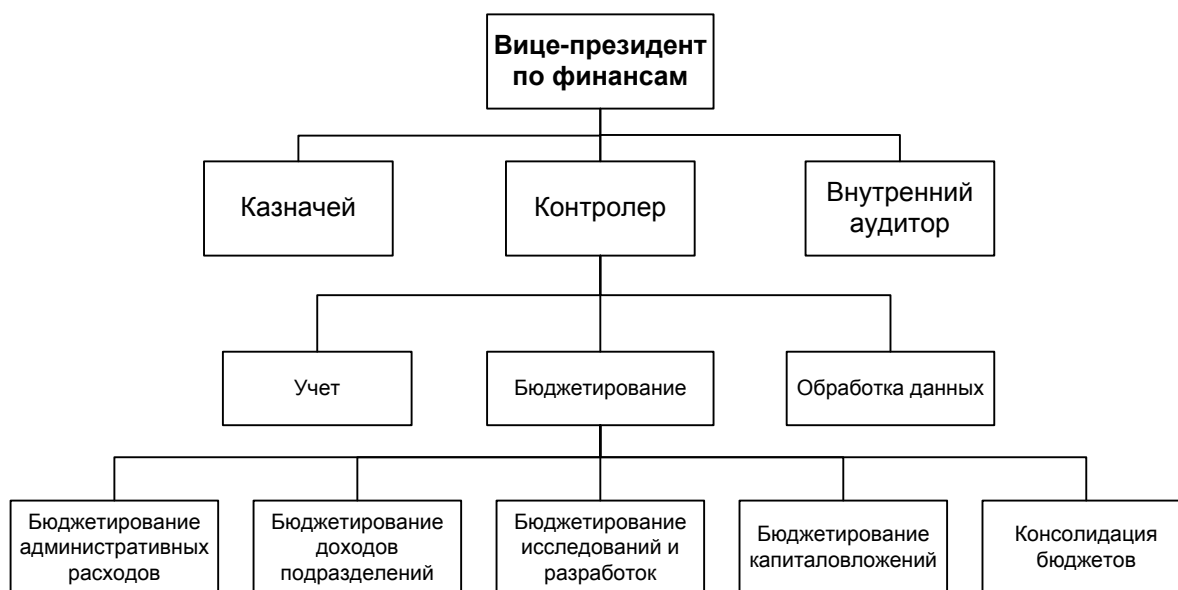 Вице-президент
по финансам
Казначей
Контролер
Внутренний
аудитор
Учет
Бюджетирование
Обработка данных
Бюджетирование
административных
расходов
Бюджетирование
доходов
подразделений
Бюджетирование
исследований и
разработок
Бюджетирование
капиталовложений
Консолидация
бюджетов